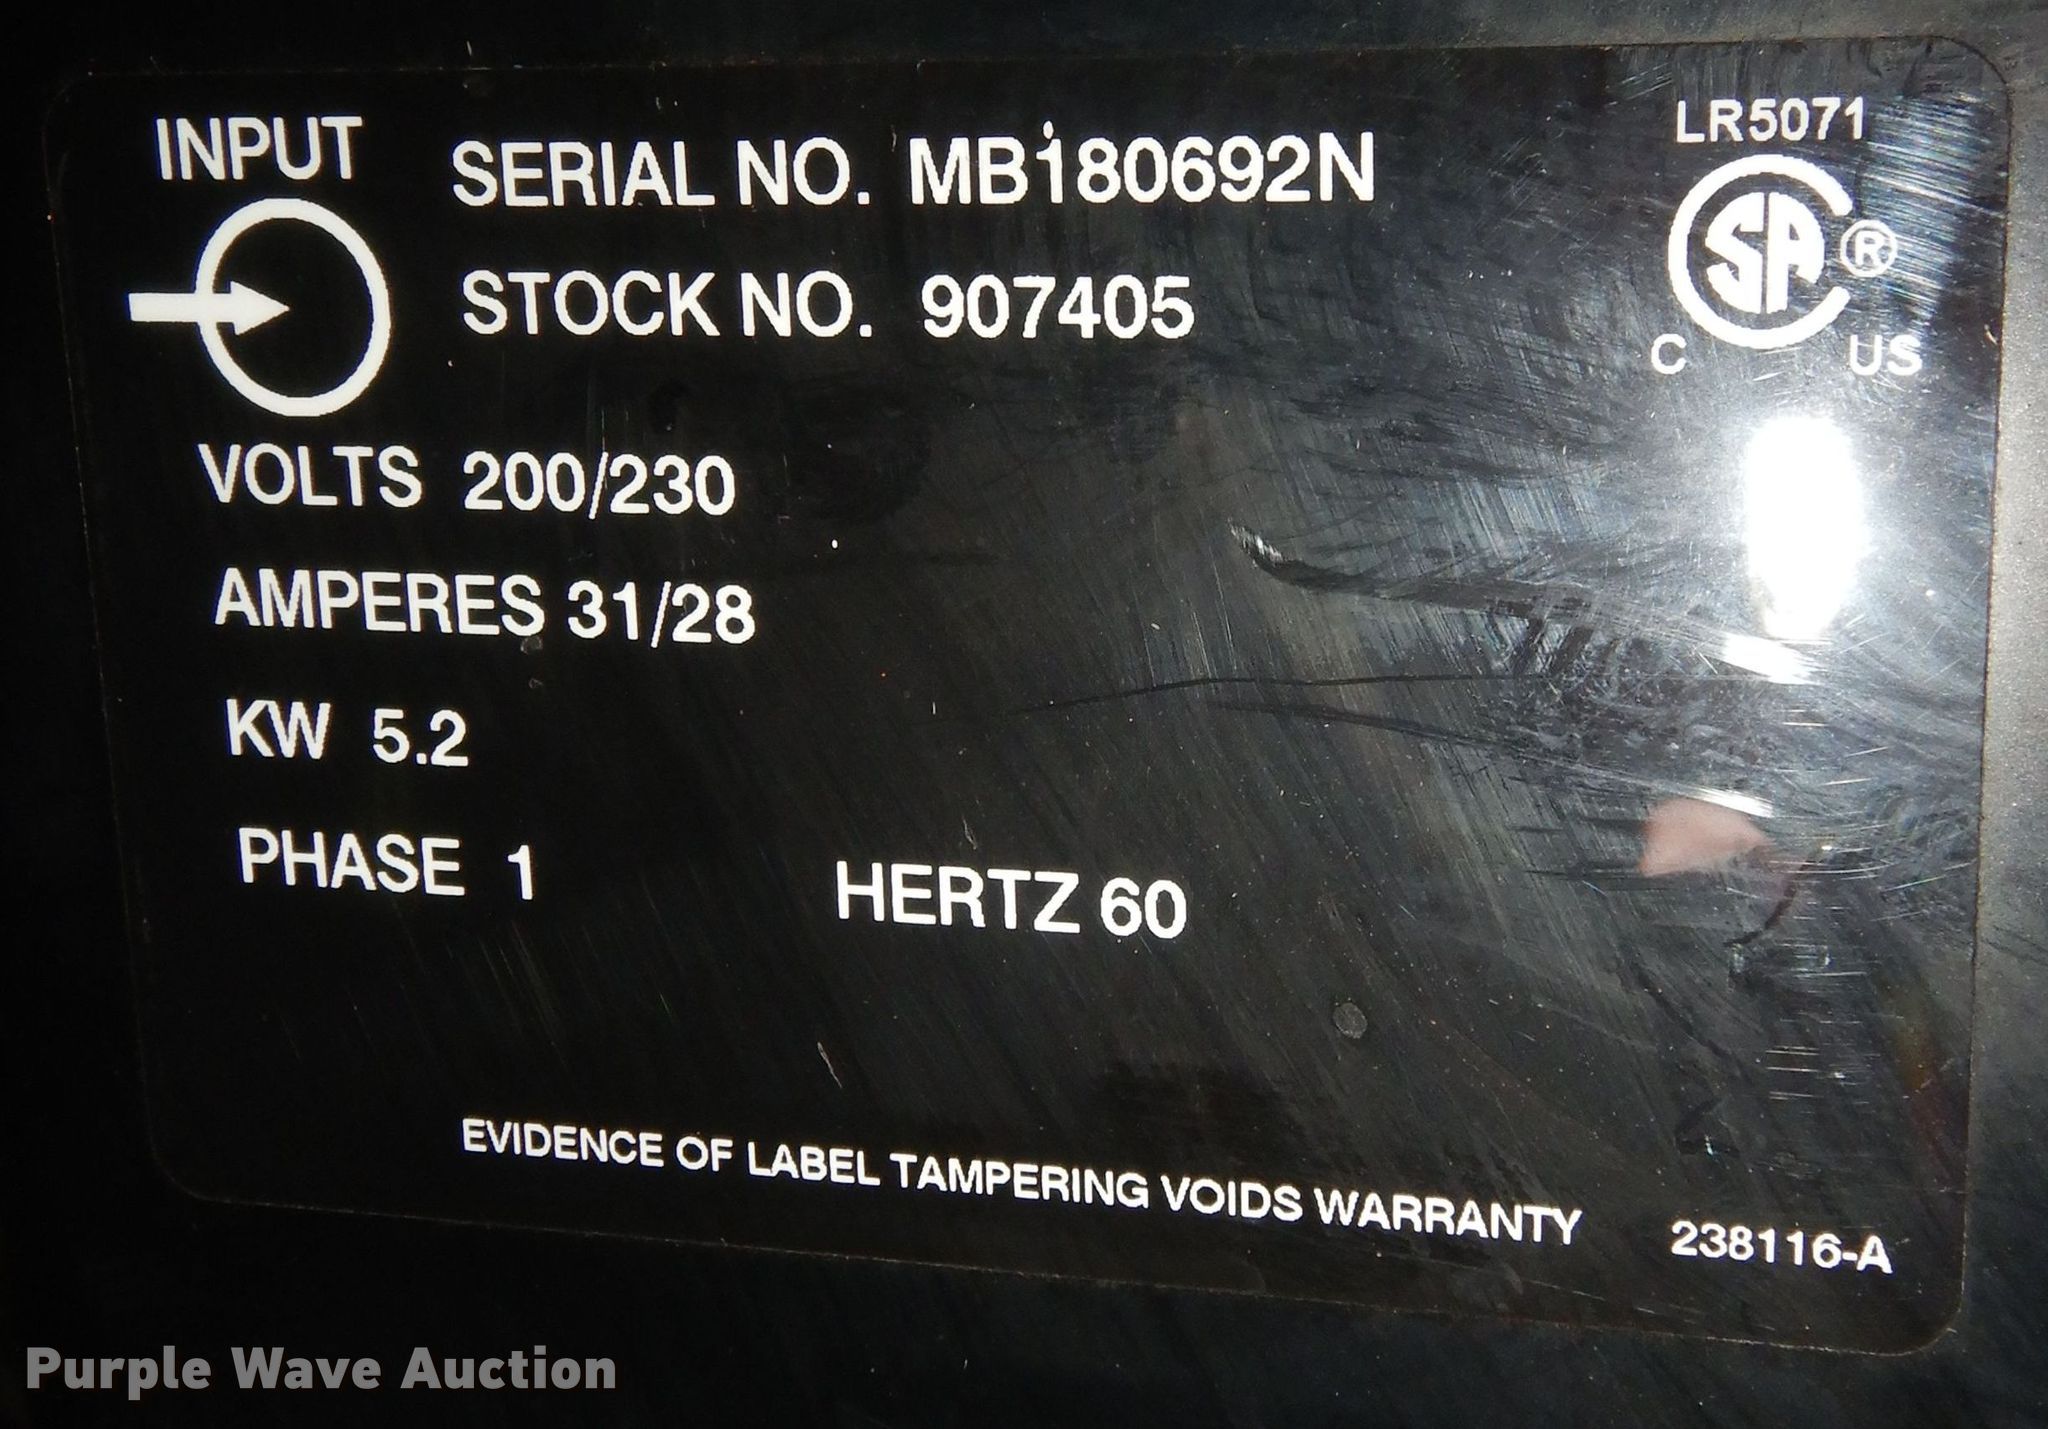 INPUT
SERIAL NO. MB180692N
LR5071
SA ®
C US
STOCK NO. 907405
VOLTS 200/230
AMPERES 31/28
KW 5.2
PHASE 1 HERTZ 60
EVIDENCE OF LABEL TAMPERING VOIDS WARRANTY 238116-A
Purple Wave Auction